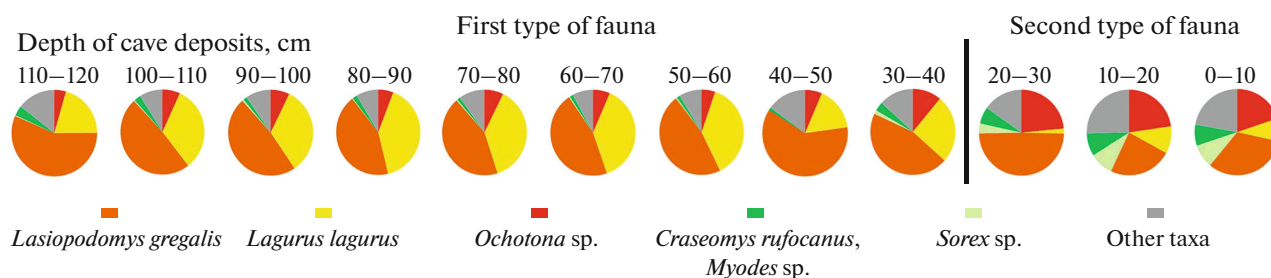 First type of fauna
Second type of fauna
Depth of cave deposits, cm
110–120 100–110 90–100 80–90 70–80 60–70 50–60 40–50 30–40 20–30 10–20 0–10
Lasiopodomys gregalis Lagurus lagurus Ochotona sp. Craseomys rufocanus, Sorex sp. Other taxa
Myodes sp.